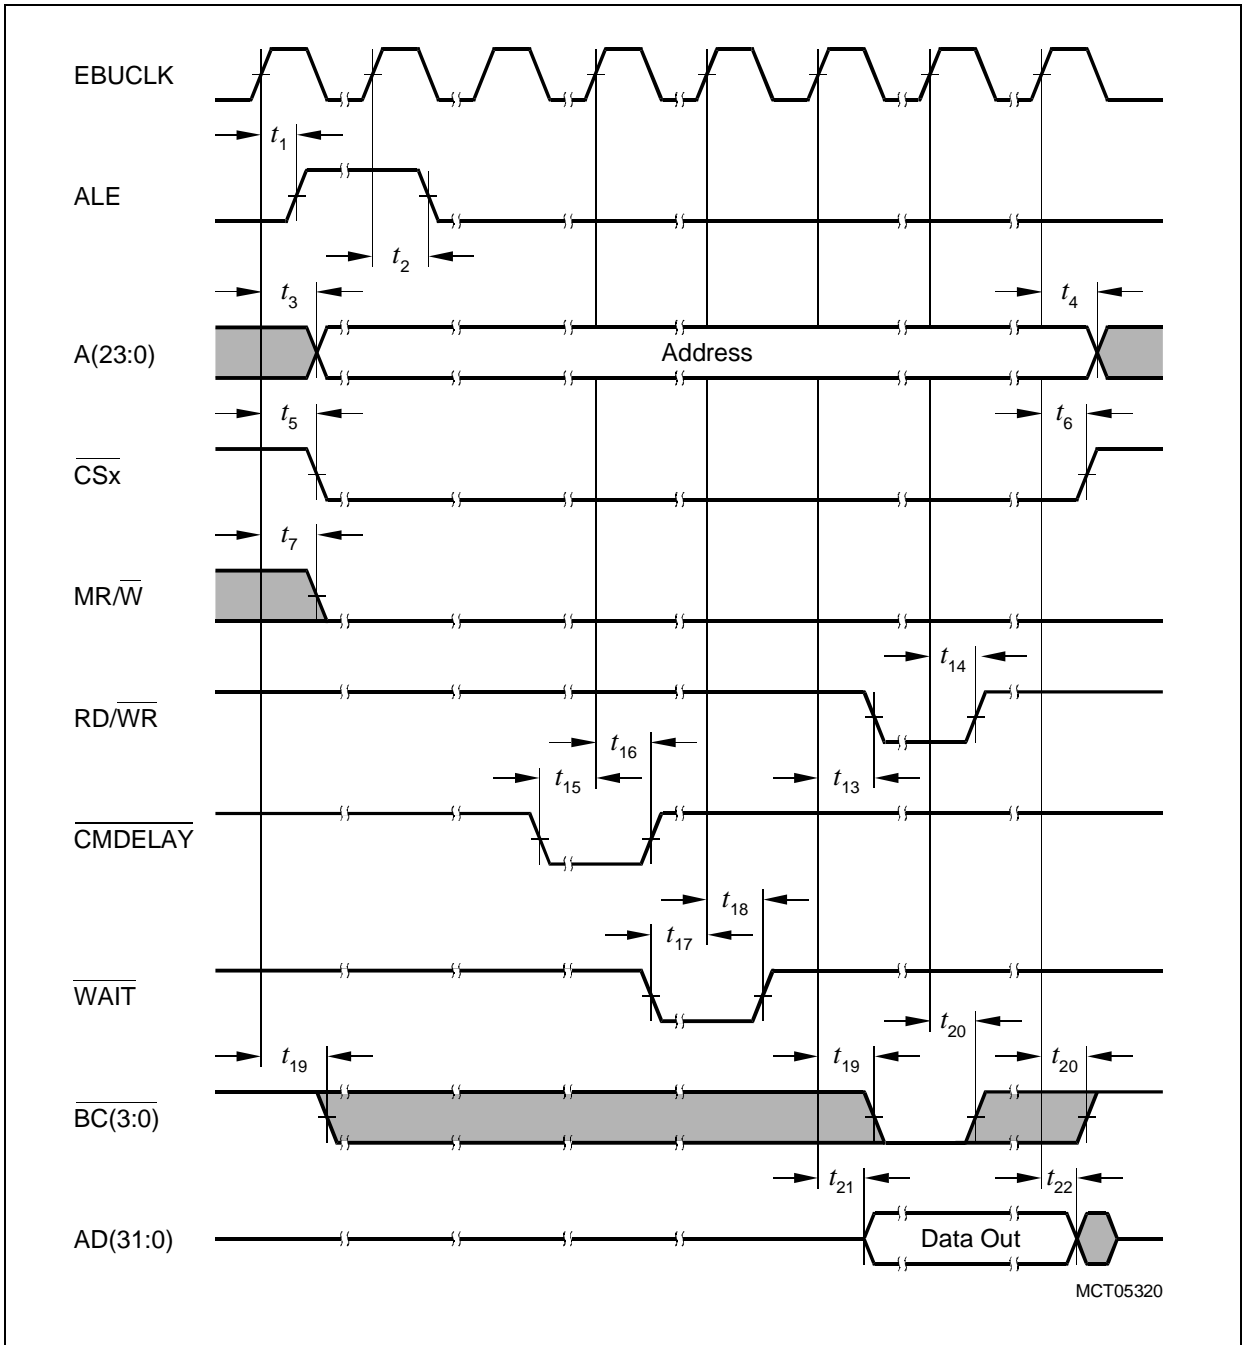 EBUCLK
t1
ALE
t2
t3 t4
A(23:0) Address
t5 t6
CSx
t7
MR/W
t14
RD/WR
t16
t15 t13
CMDELAY
t18
t17
WAIT
t20
t19 t19 t20
BC(3:0)
t21 t22
AD(31:0) Data Out
MCT05320